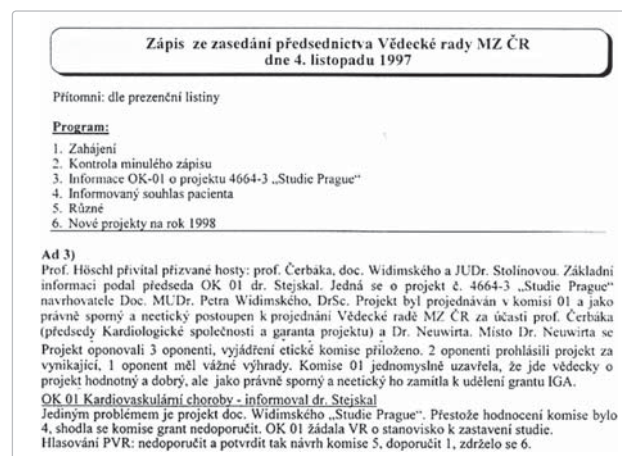 Zápis ze zasedání předsednictva Vědecké rady MZ ČR
dne 4. listopadu 1997
Přítomni: dle prezenční listiny
Program:
1. Zahájení
2. Kontrola minulého zápisu
3. Informace OK-01 o projektu 4664-3 „Studie Prague“
4. Informovaný souhlas pacienta
5. Různé
6. Nové projekty na rok 1998
Ad 3)
Prof. Höschl přivítal přizvané hosty: prof. Čerbáka, doc. Widimského a JUDr. Stolínovou. Základní
informaci podal předseda OK 01 dr. Stejskal. Jedná se o projekt č. 4664-3 „Studie Prague“
navrhovatele Doc. MUDr. Petra Widimského, DrSc. Projekt byl projednáván v komisi 01 a jako
právně sporný a neetický postoupen k projednání Vědecké radě MZ ČR za účasti prof. Čerbáka
(předsedy Kardiologické společnosti a garanta projektu) a Dr. Neuwirta. Místo Dr. Neuwirta se
Projekt oponovali 3 oponenti, vyjádření etické komise přiloženo. 2 oponenti prohlásili projekt za
vynikající, 1 oponent měl vážné výhrady. Komise 01 jednomyslně uzavřela, že jde vědecky o
projekt hodnotný a dobrý, ale jako právně sporný a neetický ho zamítla k udělení grantu IGA.
OK 01 Kardiovaskulární choroby - informoval dr. Stejskal
Jediným problémem je projekt doc. Widimského „Studie Prague“. Přestože hodnocení komise bylo
4, shodla se komise grant nedoporučit. OK 01 žádala VR o stanovisko k zastavení studie.
Hlasování PVR: nedoporučit a potvrdit tak návrh komise 5, doporučit 1, zdrželo se 6.